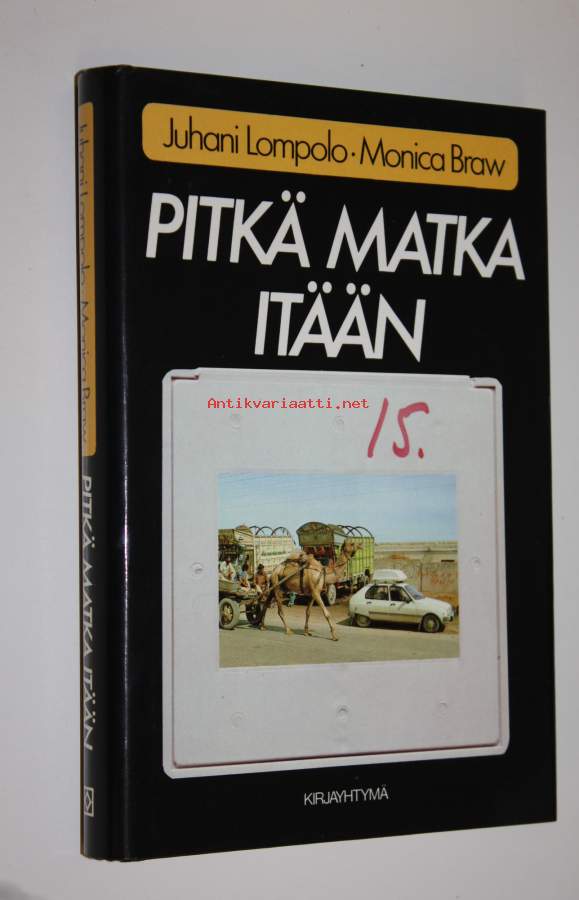 Juhani Lompolo · Monica Braw
PITKÄ MATKA
ITÄÄN
Antikvariaatti.net
15.
KIRJAYHTYMÄ
Juhani Lompolo · Monica Braw PITKÄ MATKA ITÄÄN